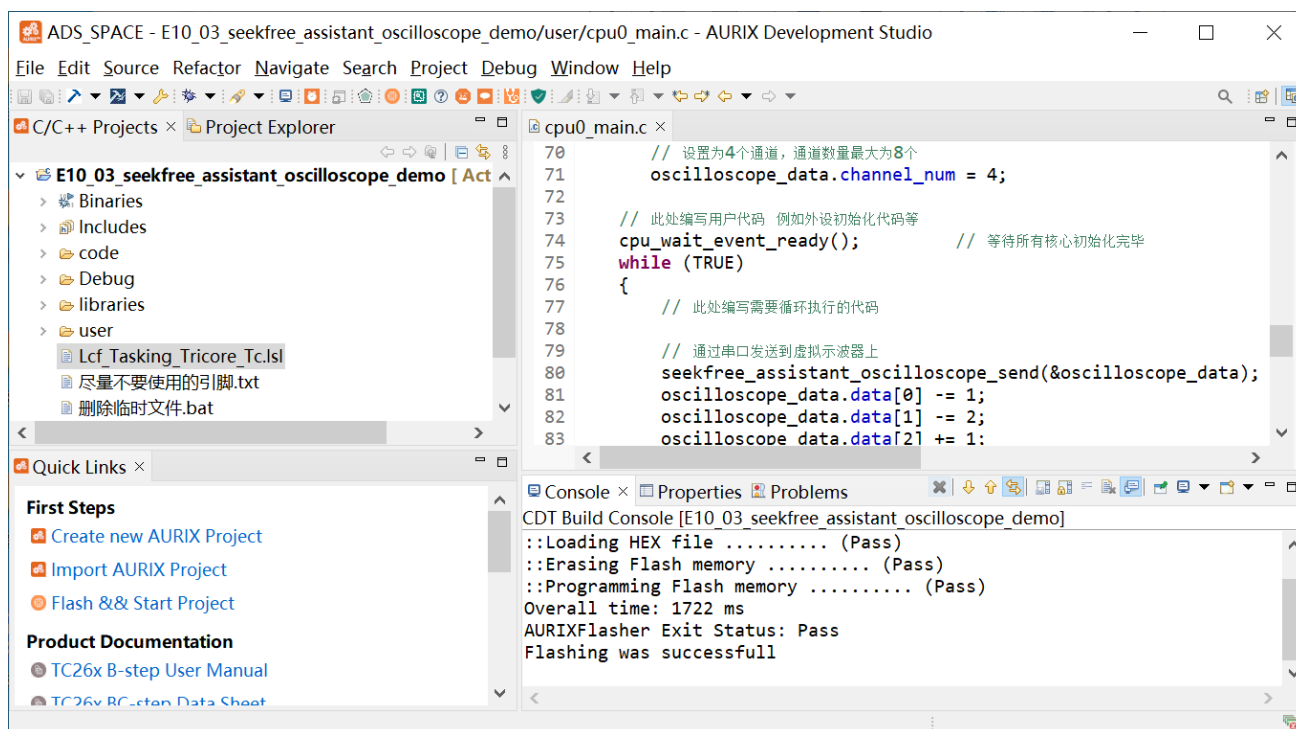 ADS_SPACE - E10_03_seekfree_assistant_oscilloscope_demo/user/cpu0_main.c - AURIX Development Studio
File Edit Source Refactor Navigate Search Project Debug Window Help
C/C++ Projects
Project Explorer
E10_03_seekfree_assistant_oscilloscope_demo [ Act
Binaries
Includes
code
Debug
libraries
user
Lcf_Tasking_Tricore_Tc.lsl
尽量不要使用的引脚.txt
删除临时文件.bat
cpu0_main.c
70 // 设置为4个通道，通道数量最大为8个
71 oscilloscope_data.channel_num = 4;
72
73 // 此处编写用户代码 例如外设初始化代码等
74 cpu_wait_event_ready(); // 等待所有核心初始化完毕
75 while (TRUE)
76 {
77 // 此处编写需要循环执行的代码
78
79 // 通过串口发送到虚拟示波器上
80 seekfree_assistant_oscilloscope_send(&oscilloscope_data);
81 oscilloscope_data.data[0] -= 1;
82 oscilloscope_data.data[1] -= 2;
83 oscilloscope_data.data[2] += 1;
Quick Links
First Steps
Create new AURIX Project
Import AURIX Project
Flash && Start Project
Product Documentation
TC26x B-step User Manual
TC26x BC-step Data Sheet
Console Properties Problems
CDT Build Console [E10_03_seekfree_assistant_oscilloscope_demo]
::Loading HEX file .......... (Pass)
::Erasing Flash memory .......... (Pass)
::Programming Flash memory .......... (Pass)
Overall time: 1722 ms
AURIXFlasher Exit Status: Pass
Flashing was successfull